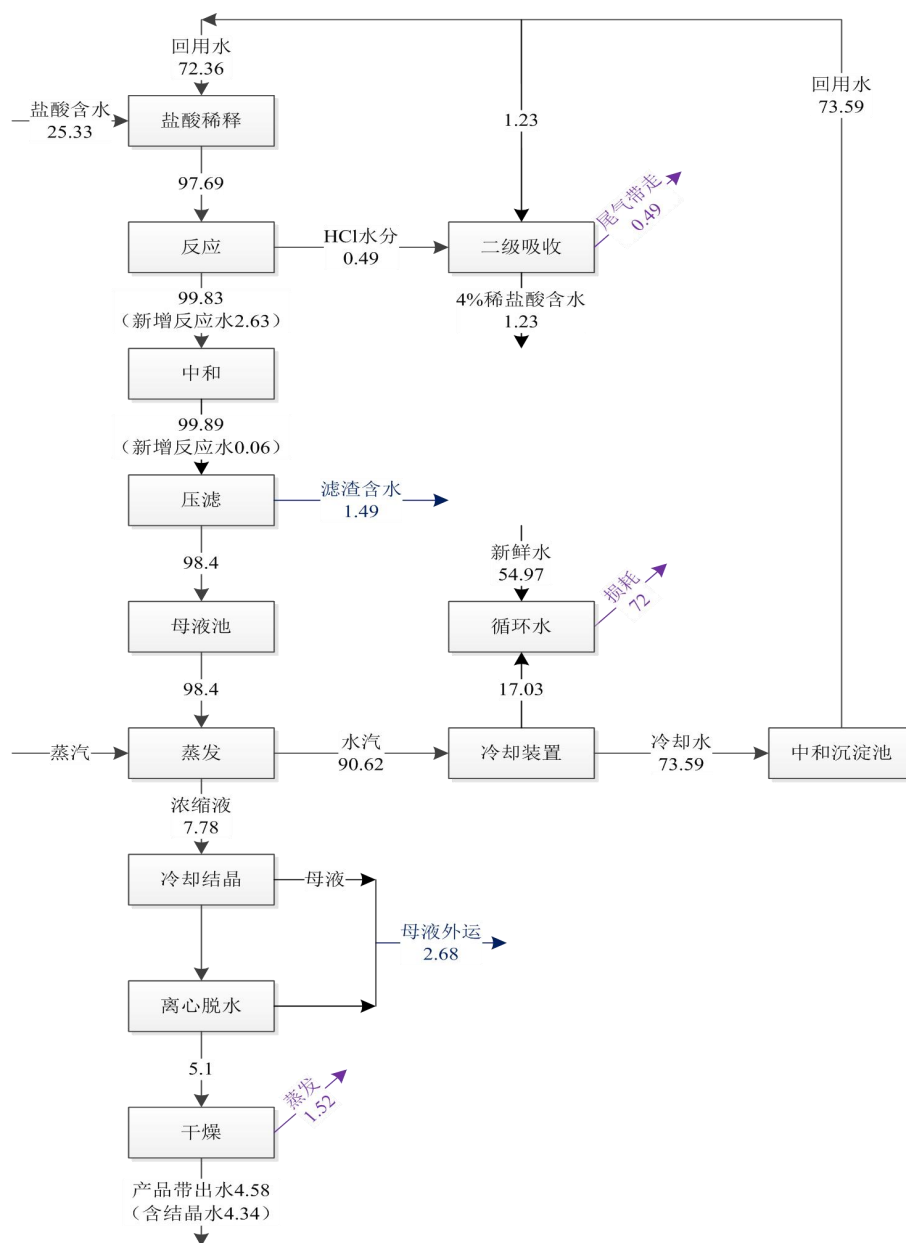 回用水
72.36
盐酸含水
25.33
盐酸稀释
1.23
回用水
73.59
97.69
尾气带走
0.49
反应
HCl水分
0.49
二级吸收
99.83
（新增反应水2.63）
4%稀盐酸含水
1.23
中和
99.89
（新增反应水0.06）
压滤
滤渣含水
1.49
98.4
新鲜水
54.97
损耗
72
母液池
循环水
98.4
17.03
蒸汽
蒸发
水汽
90.62
冷却装置
冷却水
73.59
中和沉淀池
浓缩液
7.78
冷却结晶
母液
母液外运
2.68
离心脱水
5.1
蒸发
1.52
干燥
产品带出水4.58
（含结晶水4.34）